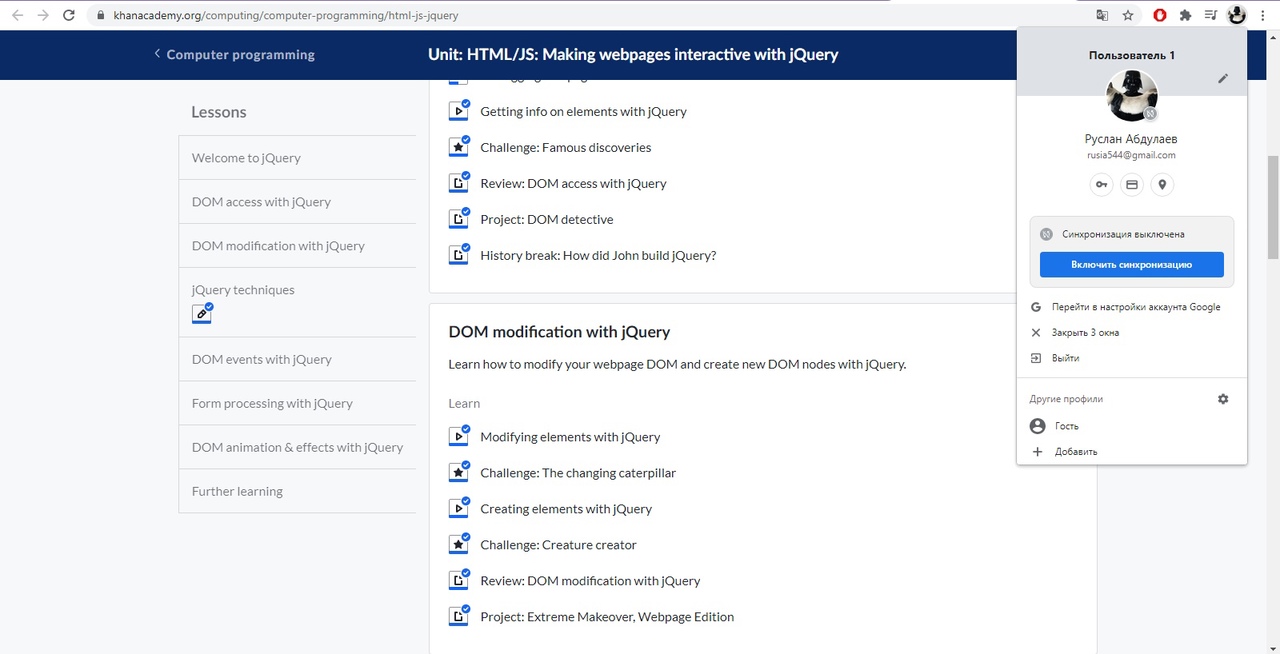 khanacademy.org/computing/computer-programming/html-js-jquery
Computer programming
Unit: HTML/JS: Making webpages interactive with jQuery
Lessons
Welcome to jQuery
DOM access with jQuery
DOM modification with jQuery
jQuery techniques
DOM events with jQuery
Form processing with jQuery
DOM animation & effects with jQuery
Further learning
Getting info on elements with jQuery
Challenge: Famous discoveries
Review: DOM access with jQuery
Project: DOM detective
History break: How did John build jQuery?
DOM modification with jQuery
Learn how to modify your webpage DOM and create new DOM nodes with jQuery.
Learn
Modifying elements with jQuery
Challenge: The changing caterpillar
Creating elements with jQuery
Challenge: Creature creator
Review: DOM modification with jQuery
Project: Extreme Makeover, Webpage Edition
Пользователь 1
Руслан Абдулаев
rusia544@gmail.com
Синхронизация выключена
Включить синхронизацию
Перейти в настройки аккаунта Google
Закрыть 3 окна
Выйти
Другие профили
Гость
Добавить